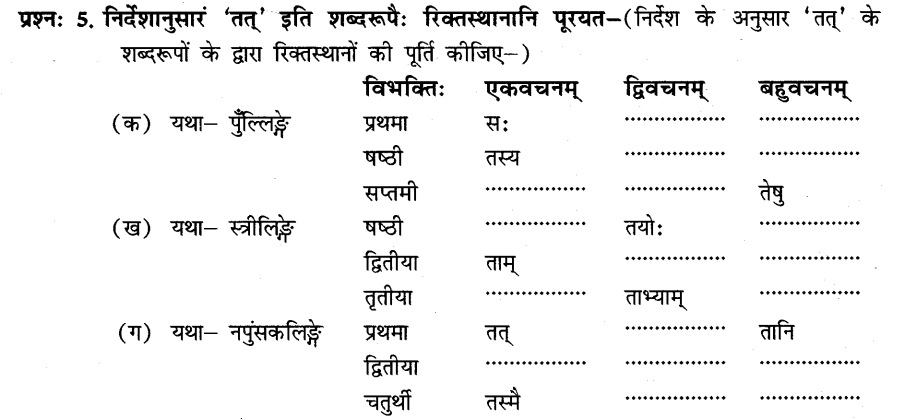 प्रश्नः 5. निर्देशानुसारं ‘तत्’ इति शब्दरूपैः रिक्तस्थानानि पूरयत–(निर्देश के अनुसार ‘तत्’ के
शब्दरूपों के द्वारा रिक्तस्थानों की पूर्ति कीजिए–)
विभक्तिः एकवचनम् द्विवचनम् बहुवचनम्
(क) यथा– पुँल्लिङ्गे प्रथमा सः .................. ..................
षष्ठी तस्य .................. ..................
सप्तमी .................. .................. तेषु
(ख) यथा– स्त्रीलिङ्गे षष्ठी .................. तयोः ..................
द्वितीया ताम् .................. ..................
तृतीया .................. ताभ्याम् ..................
(ग) यथा– नपुंसकलिङ्गे प्रथमा तत् .................. तानि
द्वितीया .................. .................. ..................
चतुर्थी तस्मै .................. ..................